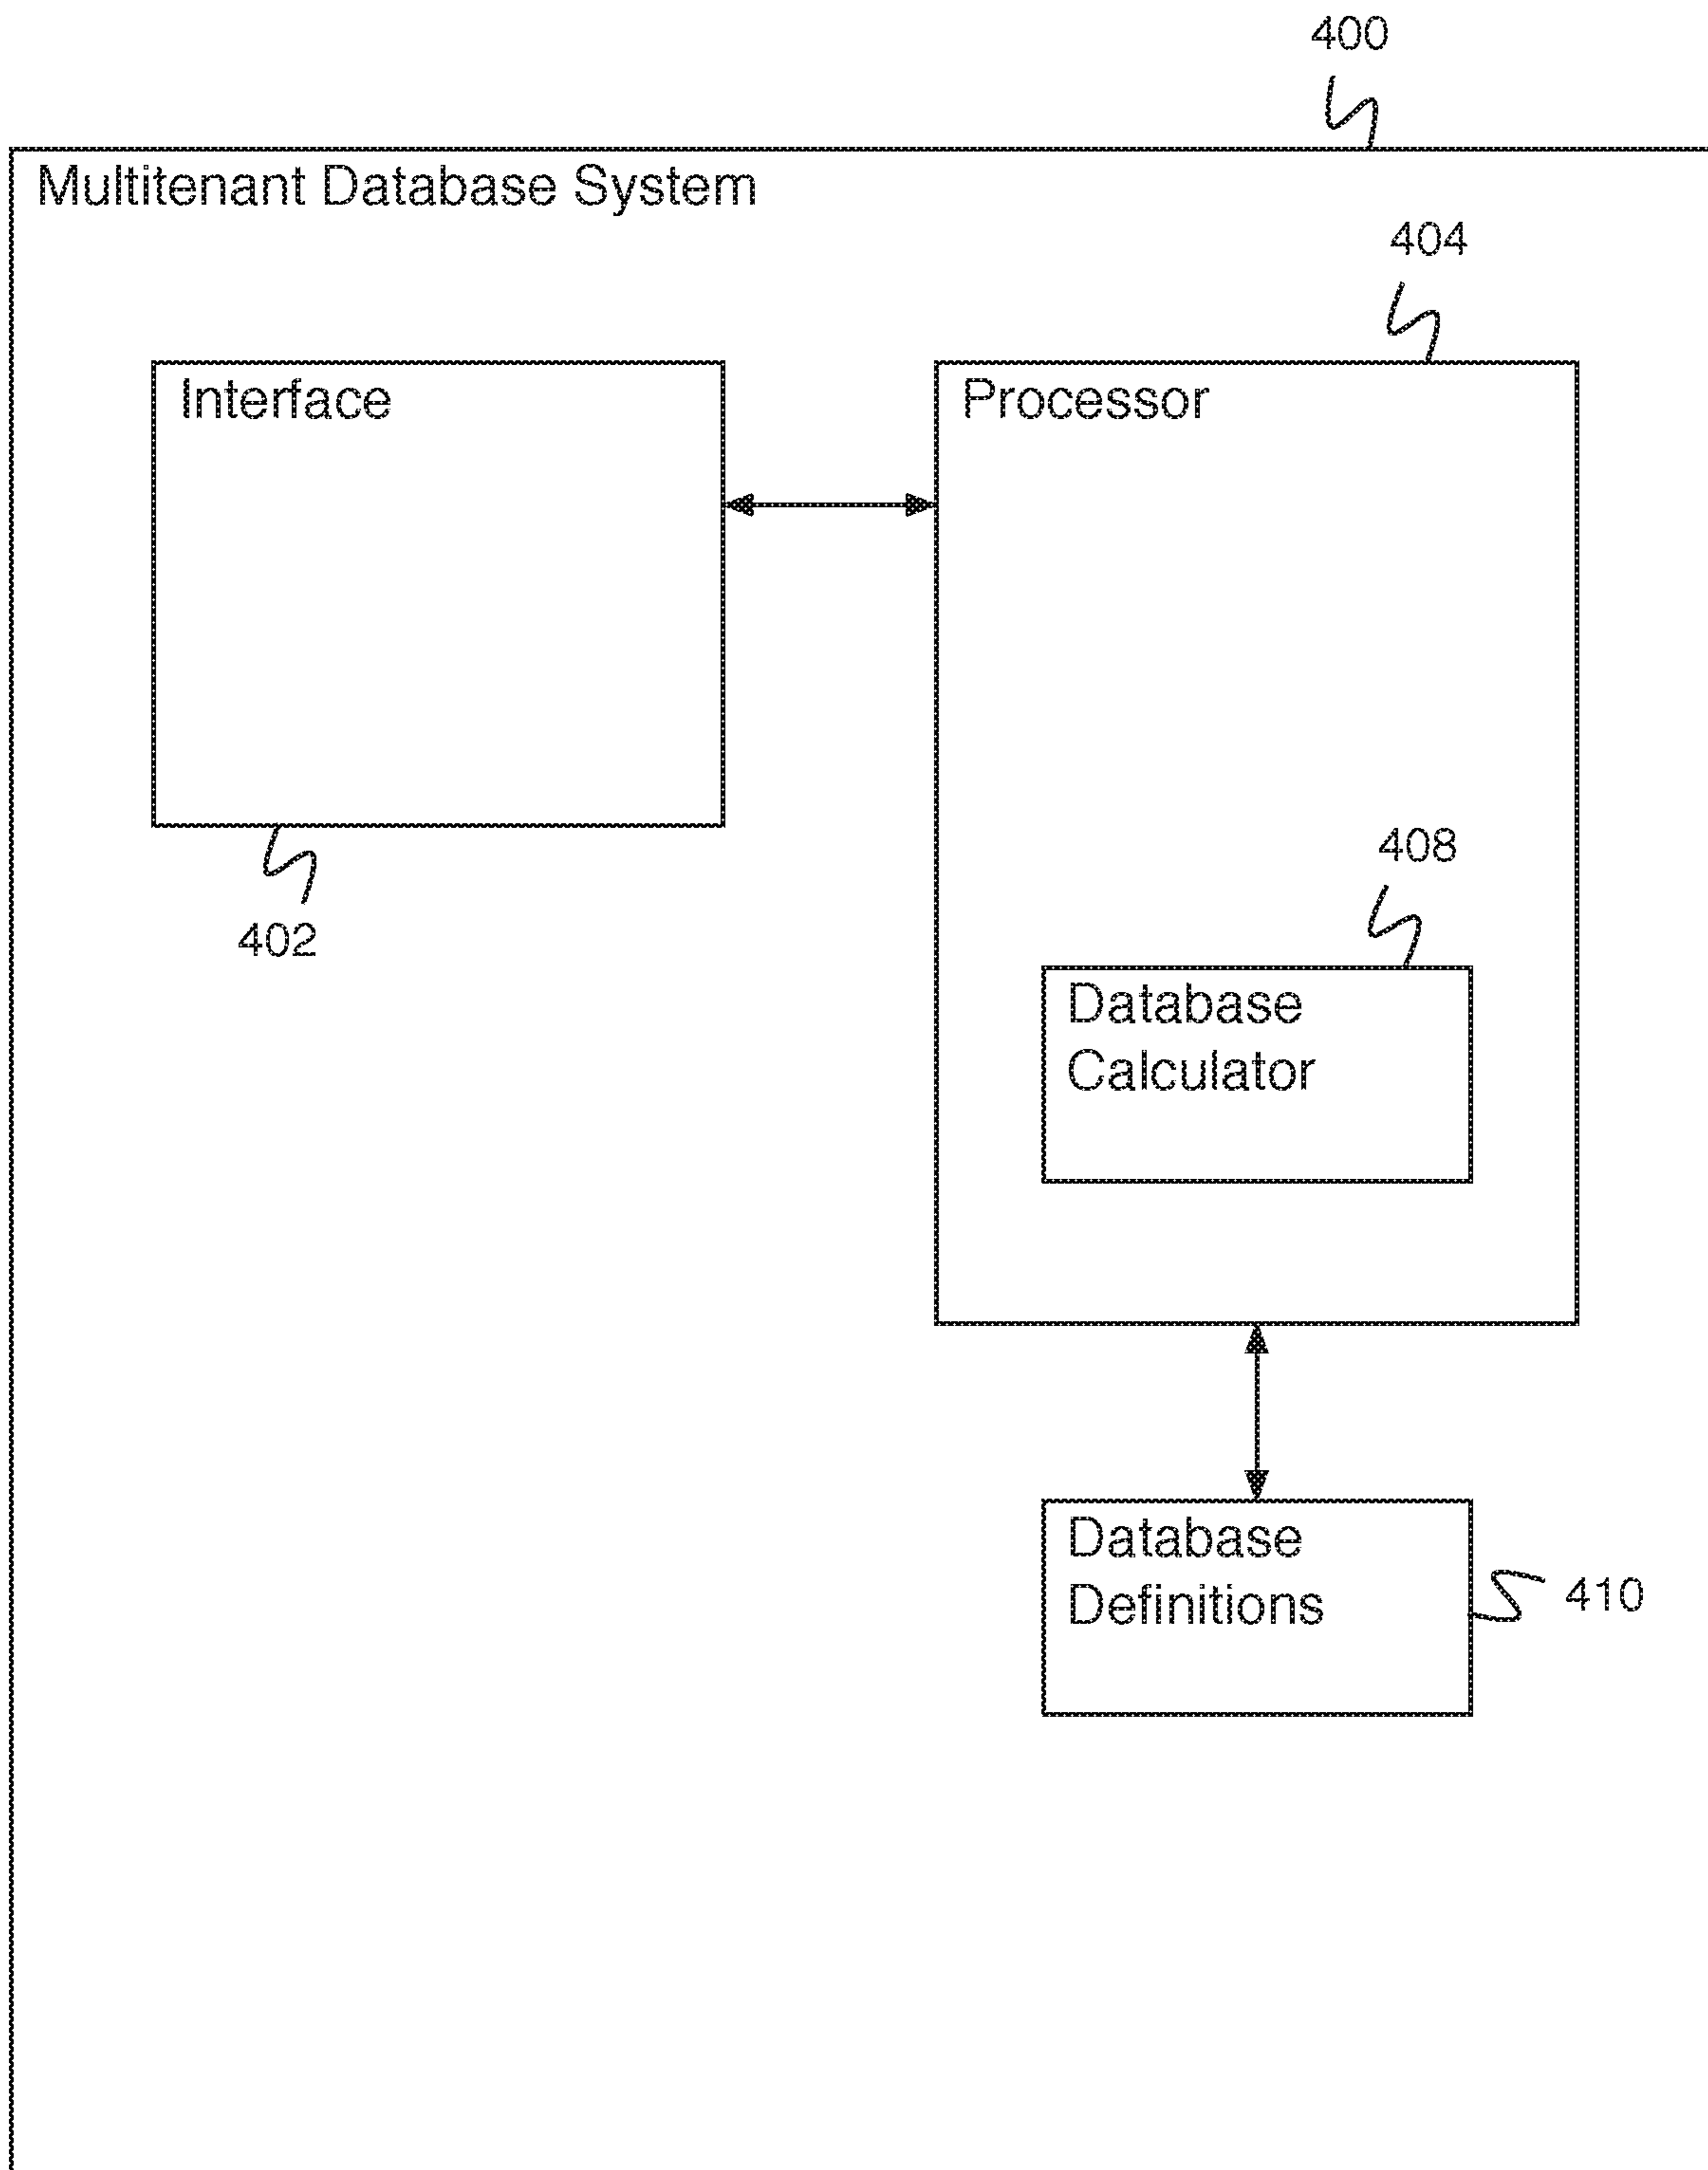 400
Multitenant Database System
404
Interface
Processor
408
402
Database
Calculator
Database
Definitions
410